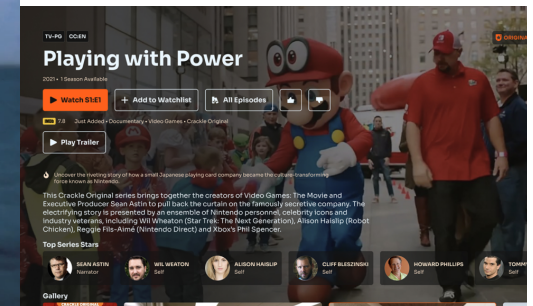 TV-PG CC:EN
ORIGINA
Playing with Power
2021 • 1 Season Available
Watch S1:E1
Add to Watchlist
All Episodes
7.8 Just Added • Documentary • Video Games • Crackle Original
Play Trailer
Uncover the riveting story of how a small Japanese playing card company became the culture-transforming
force known as Nintendo.
This Crackle Original series brings together the creators of Video Games: The Movie and
Executive Producer Sean Astin to pull back the curtain on the famously secretive company. The
electrifying story is presented by an ensemble of Nintendo personnel, celebrity icons and
industry veterans, including Wil Wheaton (Star Trek: The Next Generation), Alison Haislip (Robot
Chicken), Reggie Fils-Aimé (Nintendo Direct) and Xbox's Phil Spencer.
Top Series Stars
SEAN ASTIN
Narrator
WIL WEATON
Self
ALISON HAISLIP
Self
CLIFF BLESZINSKI
Self
HOWARD PHILLIPS
Self
TOMM
Self
Gallery
CRACKLE ORIGINAL